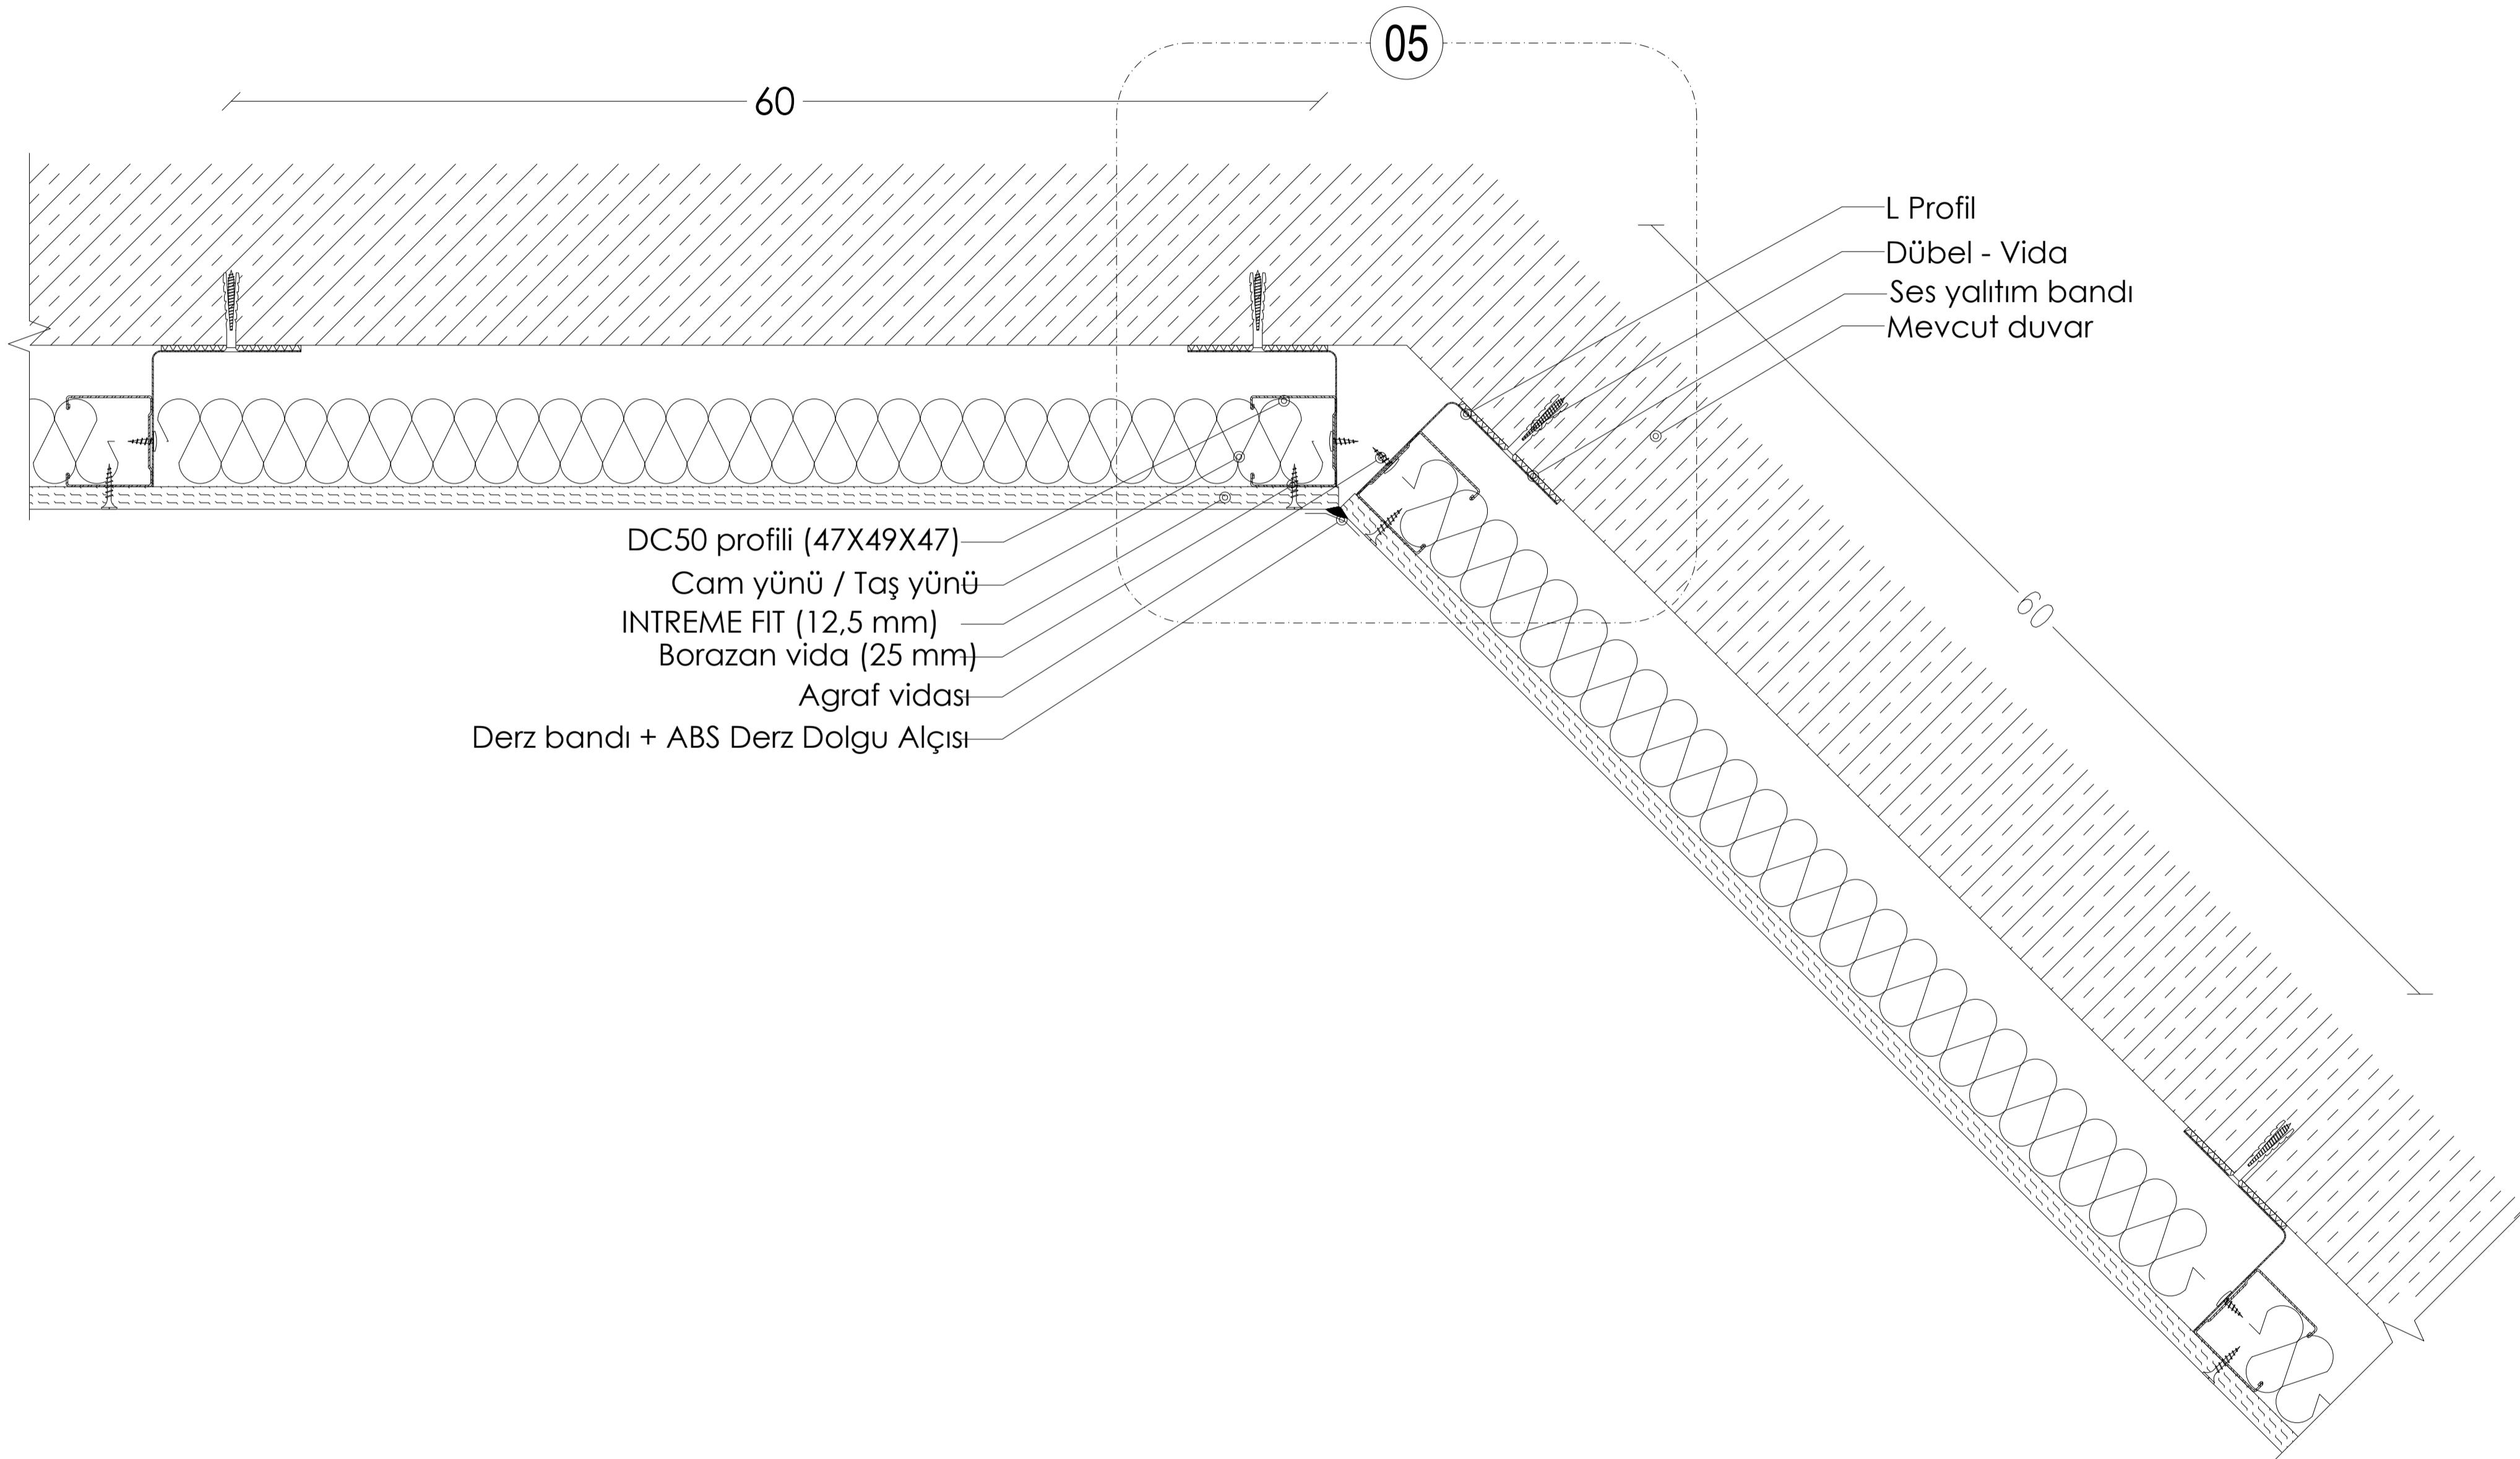 05
60
L Profil
Dübel - Vida
Ses yalıtım bandı
Mevcut duvar
DC50 profili (47X49X47)
Cam yünü / Taş yünü
INTREME FIT (12,5 mm)
Borazan vida (25 mm)
Agraf vidası
Derz bandı + ABS Derz Dolgu Alçısı
60